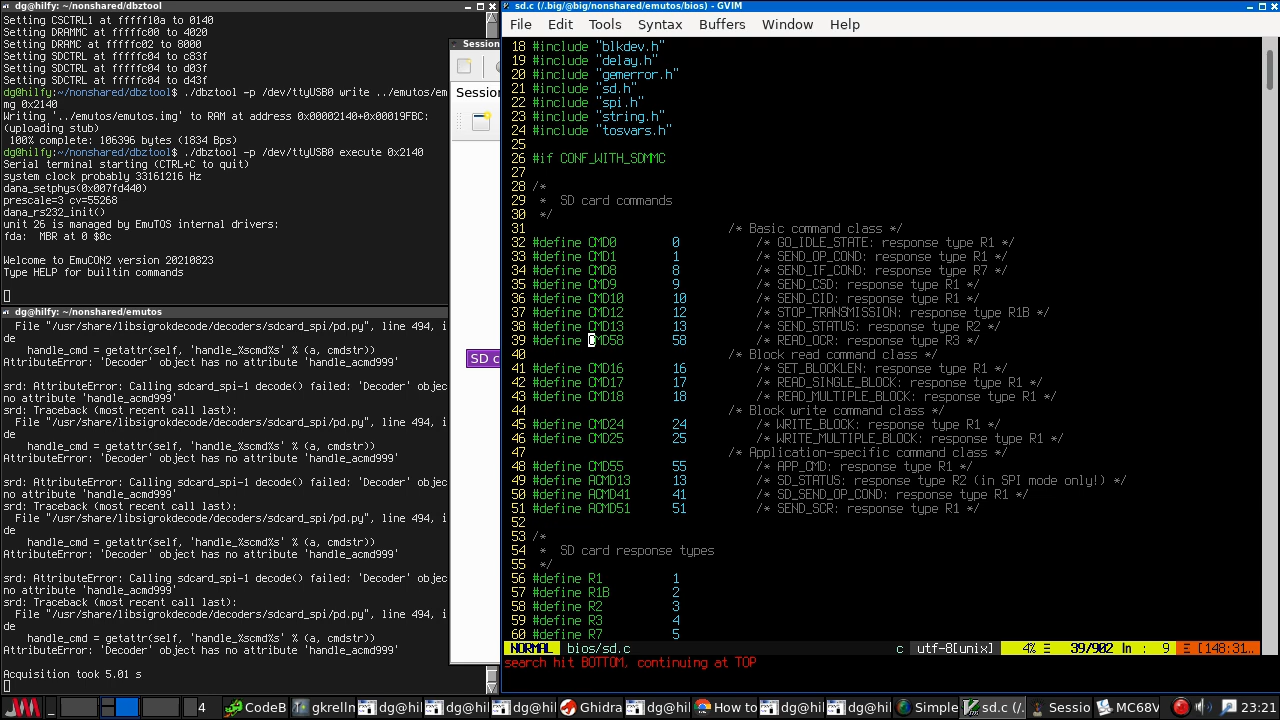 dg@hilfy: ~/nonshared/dbztool
Setting CSCTRL1 at fffff10a to 0140
Setting DRAMMC at fffffc00 to 4020
Setting DRAMC at fffffc02 to 8000
Setting SDCTRL at fffffc04 to c03f
Setting SDCTRL at fffffc04 to d03f
Setting SDCTRL at fffffc04 to d43f
dg@hilfy:~/nonshared/dbztool$ ./dbztool -p /dev/ttyUSB0 write ../emutos/emutos.i
mg 0x2140
(uploading stub)
100% complete: 106396 bytes (1434 bps)
dg@hilfy:~/nonshared/dbztool$ ./dbztool -p /dev/ttyUSB0 execute 0x2140
Serial terminal starting (CTRL+C to quit)
system clock probably 33161216 Hz
dana_setphys(0x007fd440)
prescale=3 cv=55268
dana_rs232_init()
unit 26 is managed by EmuTOS internal drivers:
fda:  MBR at 0 $0c
Welcome to EmuCON2 version 20210823
Type HELP for builtin commands
dg@hilfy: ~/nonshared/emutos
File "/usr/share/libsigrokdecode/decoders/sdcard_spi/pd.py", line 494, i
de
handle_cmd = getattr(self, 'handle_%scmd%s' % (a, cmdstr))
AttributeError: 'Decoder' object has no attribute 'handle_acmd999'
srd: AttributeError: Calling sdcard_spi-1 decode() failed: 'Decoder' objec
no attribute 'handle_acmd999'
srd: Traceback (most recent call last):
File "/usr/share/libsigrokdecode/decoders/sdcard_spi/pd.py", line 494, i
de
handle_cmd = getattr(self, 'handle_%scmd%s' % (a, cmdstr))
AttributeError: 'Decoder' object has no attribute 'handle_acmd999'
srd: AttributeError: Calling sdcard_spi-1 decode() failed: 'Decoder' objec
no attribute 'handle_acmd999'
srd: Traceback (most recent call last):
File "/usr/share/libsigrokdecode/decoders/sdcard_spi/pd.py", line 494, i
de
handle_cmd = getattr(self, 'handle_%scmd%s' % (a, cmdstr))
AttributeError: 'Decoder' object has no attribute 'handle_acmd999'
srd: AttributeError: Calling sdcard_spi-1 decode() failed: 'Decoder' objec
no attribute 'handle_acmd999'
srd: Traceback (most recent call last):
File "/usr/share/libsigrokdecode/decoders/sdcard_spi/pd.py", line 494, i
de
handle_cmd = getattr(self, 'handle_%scmd%s' % (a, cmdstr))
AttributeError: 'Decoder' object has no attribute 'handle_acmd999'
Session
Session
SD c
sd.c (/.big/@big/nonshared/emutos/bios) - GVIM
File Edit Tools Syntax Buffers Window Help
18 #include "blkdev.h"
19 #include "delay.h"
20 #include "gemerror.h"
21 #include "sd.h"
22 #include "spi.h"
23 #include "string.h"
24 #include "tosvars.h"
25
26 #if CONF_WITH_SDMMC
27
28 /*
29  *  SD card commands
30  */
31 /* Basic command class */
32 #define CMD0 0 /* GO_IDLE_STATE: response type R1 */
33 #define CMD1 1 /* SEND_OP_COND: response type R1 */
34 #define CMD8 8 /* SEND_IF_COND: response type R7 */
35 #define CMD9 9 /* SEND_CSD: response type R1 */
36 #define CMD10 10 /* SEND_CID: response type R1 */
37 #define CMD12 12 /* STOP_TRANSMISSION: response type R1B */
38 #define CMD13 13 /* SEND_STATUS: response type R2 */
39 #define CMD58 58 /* READ_OCR: response type R3 */
40 /* Block read command class */
41 #define CMD16 16 /* SET_BLOCKLEN: response type R1 */
42 #define CMD17 17 /* READ_SINGLE_BLOCK: response type R1 */
43 #define CMD18 18 /* READ_MULTIPLE_BLOCK: response type R1 */
44 /* Block write command class */
45 #define CMD24 24 /* WRITE_BLOCK: response type R1 */
46 #define CMD25 25 /* WRITE_MULTIPLE_BLOCK: response type R1 */
47 /* Application-specific command class */
48 #define CMD55 55 /* APP_CMD: response type R1 */
49 #define ACMD13 13 /* SD_STATUS: response type R2 (in SPI mode only!) */
50 #define ACMD41 41 /* SD_SEND_OP_COND: response type R1 */
51 #define ACMD51 51 /* SEND_SCR: response type R1 */
52
53 /*
54  *  SD card response types
55  */
56 #define R1 1
57 #define R1B 2
58 #define R2 3
59 #define R3 4
60 #define R7 5
NORMAL bios/sd.c c utf-8[unix] 4% Ξ 39/902 ln : 9 Ξ [148:31…
search hit BOTTOM, continuing at TOP
4 CodeB gkrelln dg@hil dg@hil dg@hil Ghidra dg@hil How to dg@hil dg@hil Simple sd.c (/. Sessio MC68V 23:21